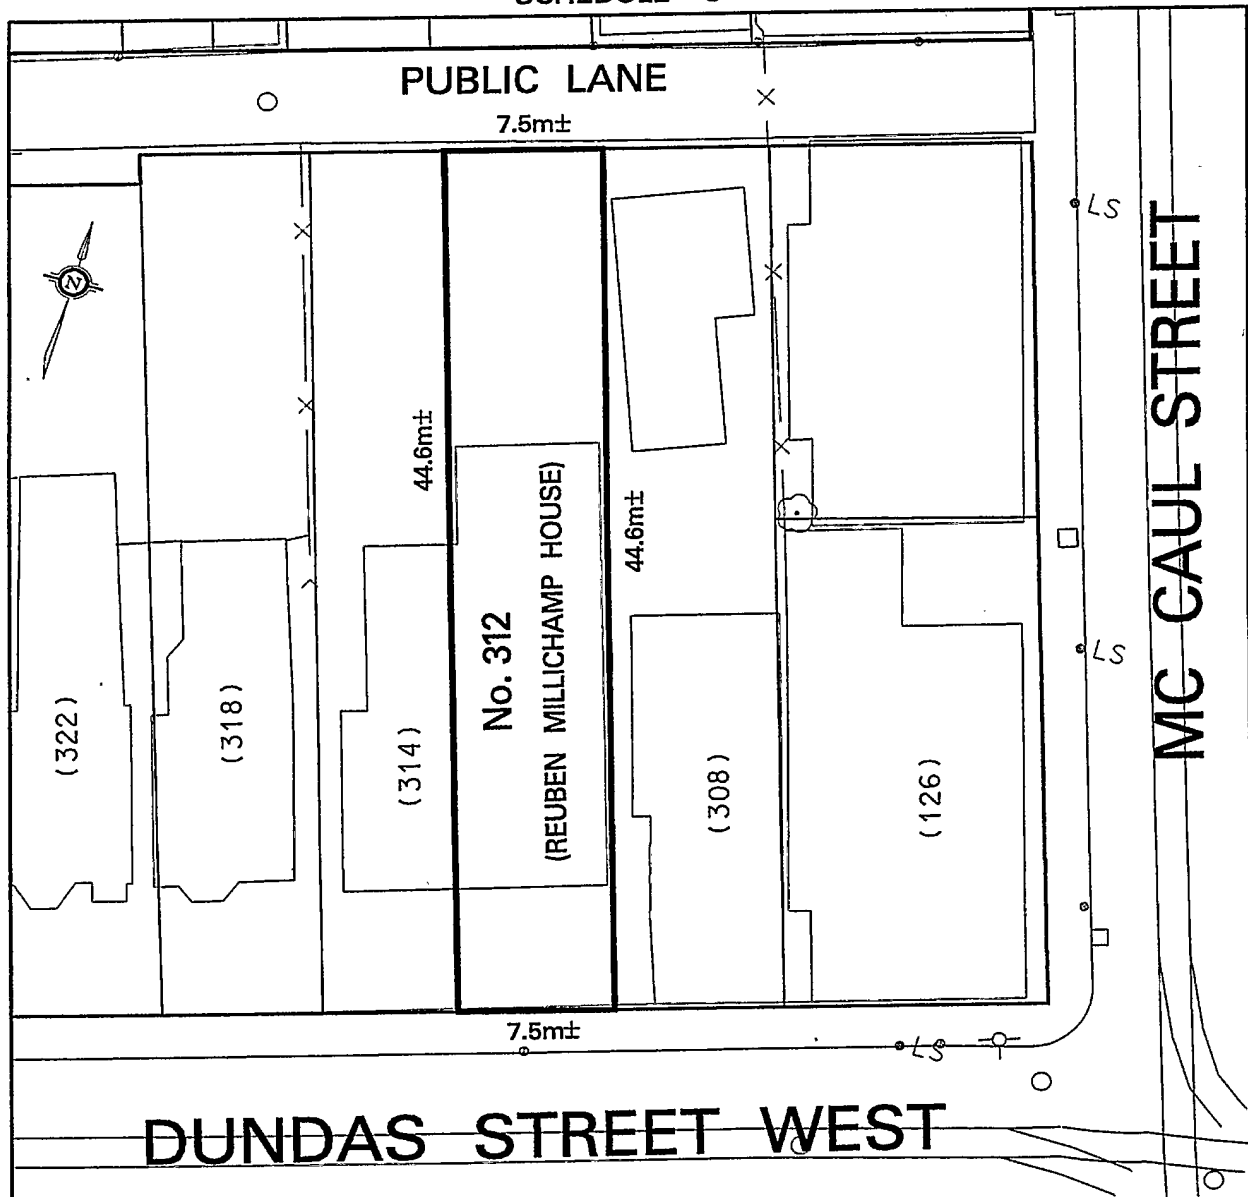 PUBLIC LANE
7.5m±
LS
N
MC CAUL STREET
44.6m±
44.6m±
No. 312
(REUBEN MILLICHAMP HOUSE)
LS
(322)
(318)
(314)
(308)
(126)
7.5m±
LS
DUNDAS STREET WEST